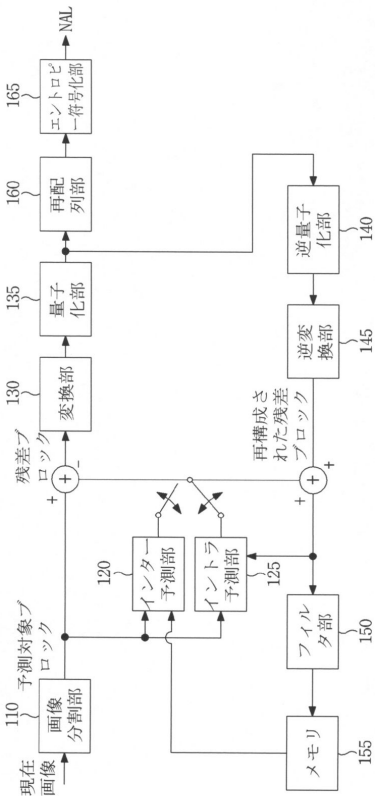 現在
画像
110
画像
分割部
予測対象ブ
ロック
残差ブ
ロック
+
-
+
130
変換部
135
量子
化部
160
再配
列部
165
エントロピ
ー符号化部
NAL
120
インター
予測部
イントラ
予測部
125
逆量子
化部
140
逆変
換部
145
再構成さ
れた残差
ブロック
+
+
+
フィル
タ部
150
メモリ
155